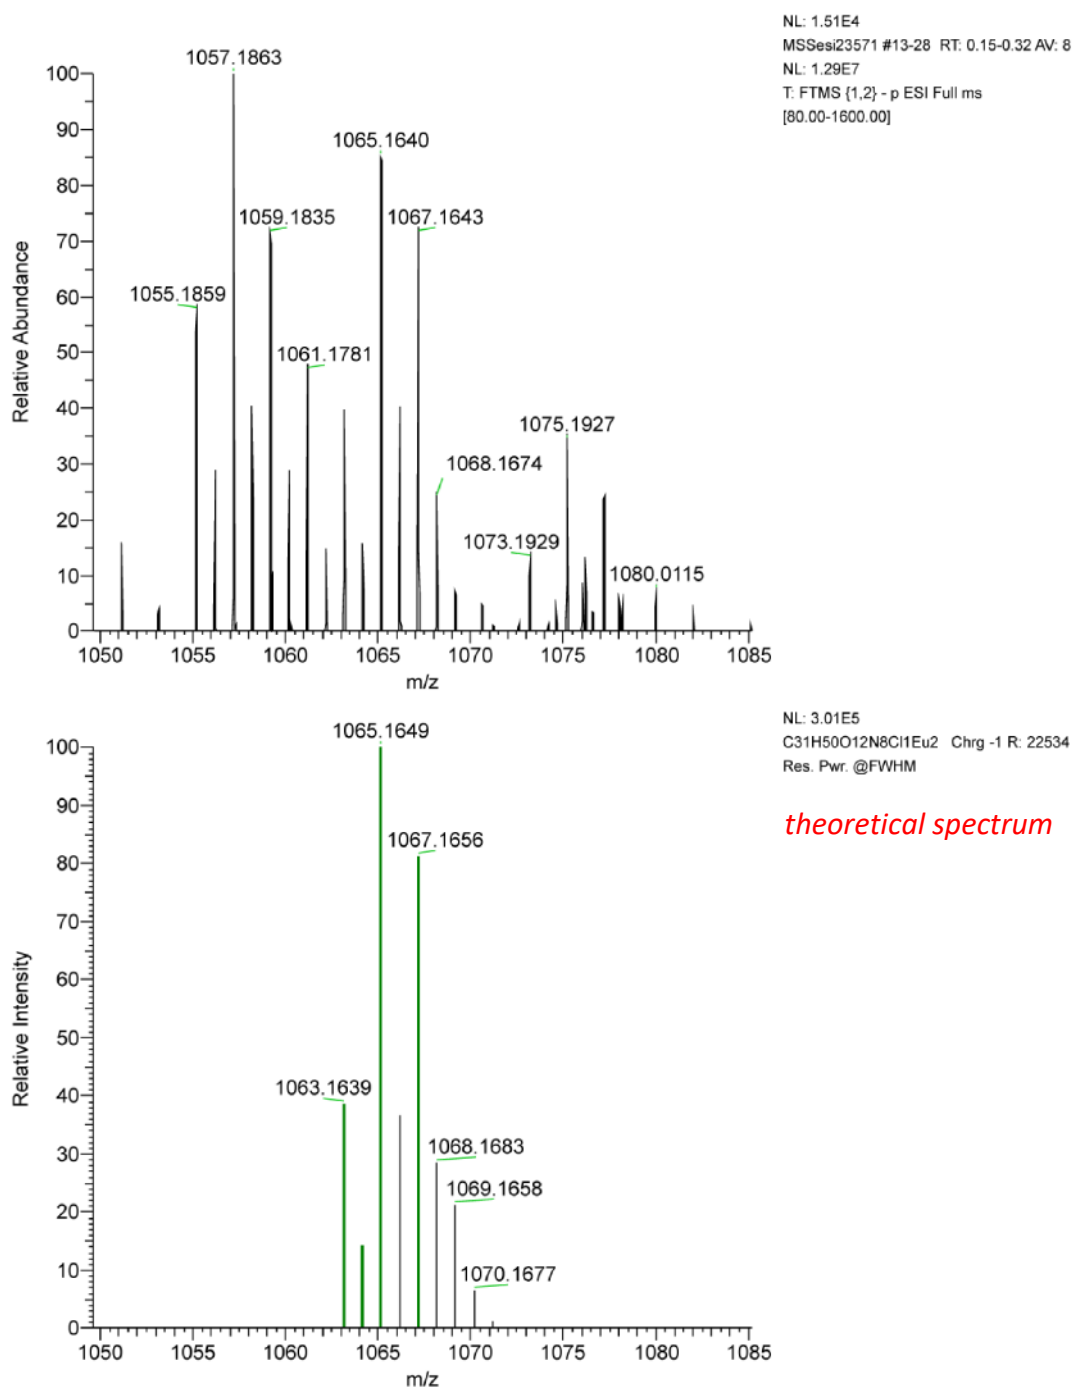 NL: 1.51E4
MSSesi23571 #13-28 RT: 0.15-0.32 AV: 8
NL: 1.29E7
T: FTMS {1,2} - p ESI Full ms
[80.00-1600.00]
1057.1863
1065.1640
1059.1835
1067.1643
1055.1859
1061.1781
1075.1927
1068.1674
1073.1929
1080.0115
100
90
80
70
60
50
40
30
20
10
0
Relative Abundance
1050 1055 1060 1065 1070 1075 1080 1085
m/z
NL: 3.01E5
C31H50O12N8Cl1Eu2 Chrg -1 R: 22534
Res. Pwr. @FWHM
theoretical spectrum
1065.1649
1067.1656
1063.1639
1068.1683
1069.1658
1070.1677
100
90
80
70
60
50
40
30
20
10
0
Relative Intensity
1050 1055 1060 1065 1070 1075 1080 1085
m/z